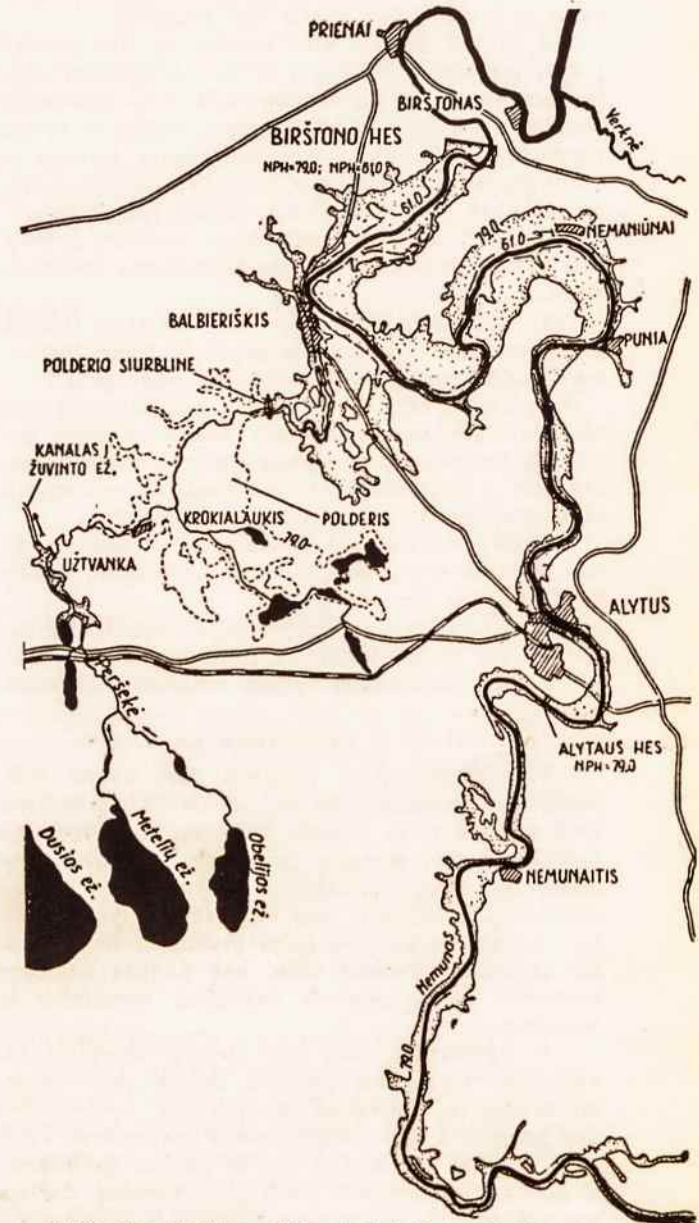 PRIENAI
BIRŠTONAS
Verknė
BIRŠTONO HES
NPH=79.0; NPH=61.0
61.0
79.0
61.0
NEMANIŪNAI
BALBIERIŠKIS
PUNIA
POLDERIO SIURBLINE
KANALAS Į
ŽUVINTO EŽ.
KROKIALAUKIS
POLDERIS
79.0
UŽTVANKA
ALYTUS
Peršekė
ALYTAUS HES
NPH=79.0
Dusios ež.
Metelių ež.
Obelijos ež.
NEMUNAITIS
Nemunas
79.0